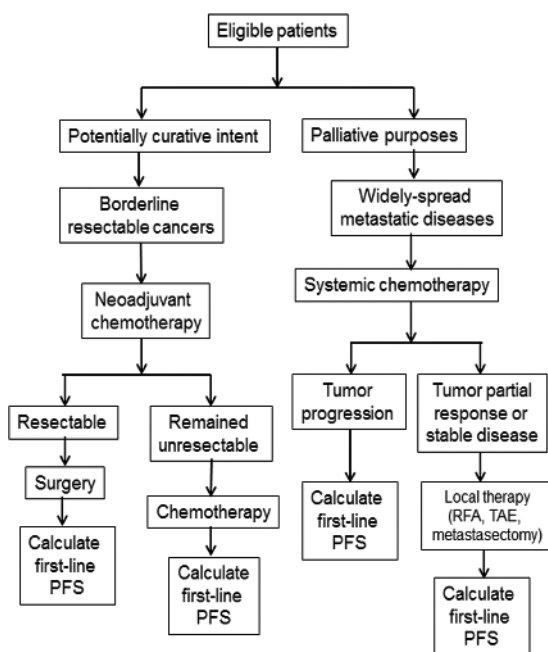 Eligible patients
Potentially curative intent
Palliative purposes
Borderline
resectable cancers
Widely-spread
metastatic diseases
Neoadjuvant
chemotherapy
Systemic chemotherapy
Resectable
Remained
unresectable
Tumor
progression
Tumor partial
response or
stable disease
Surgery
Chemotherapy
Calculate
first-line
PFS
Local therapy
(RFA, TAE,
metastasectomy)
Calculate
first-line
PFS
Calculate
first-line
PFS
Calculate
first-line
PFS